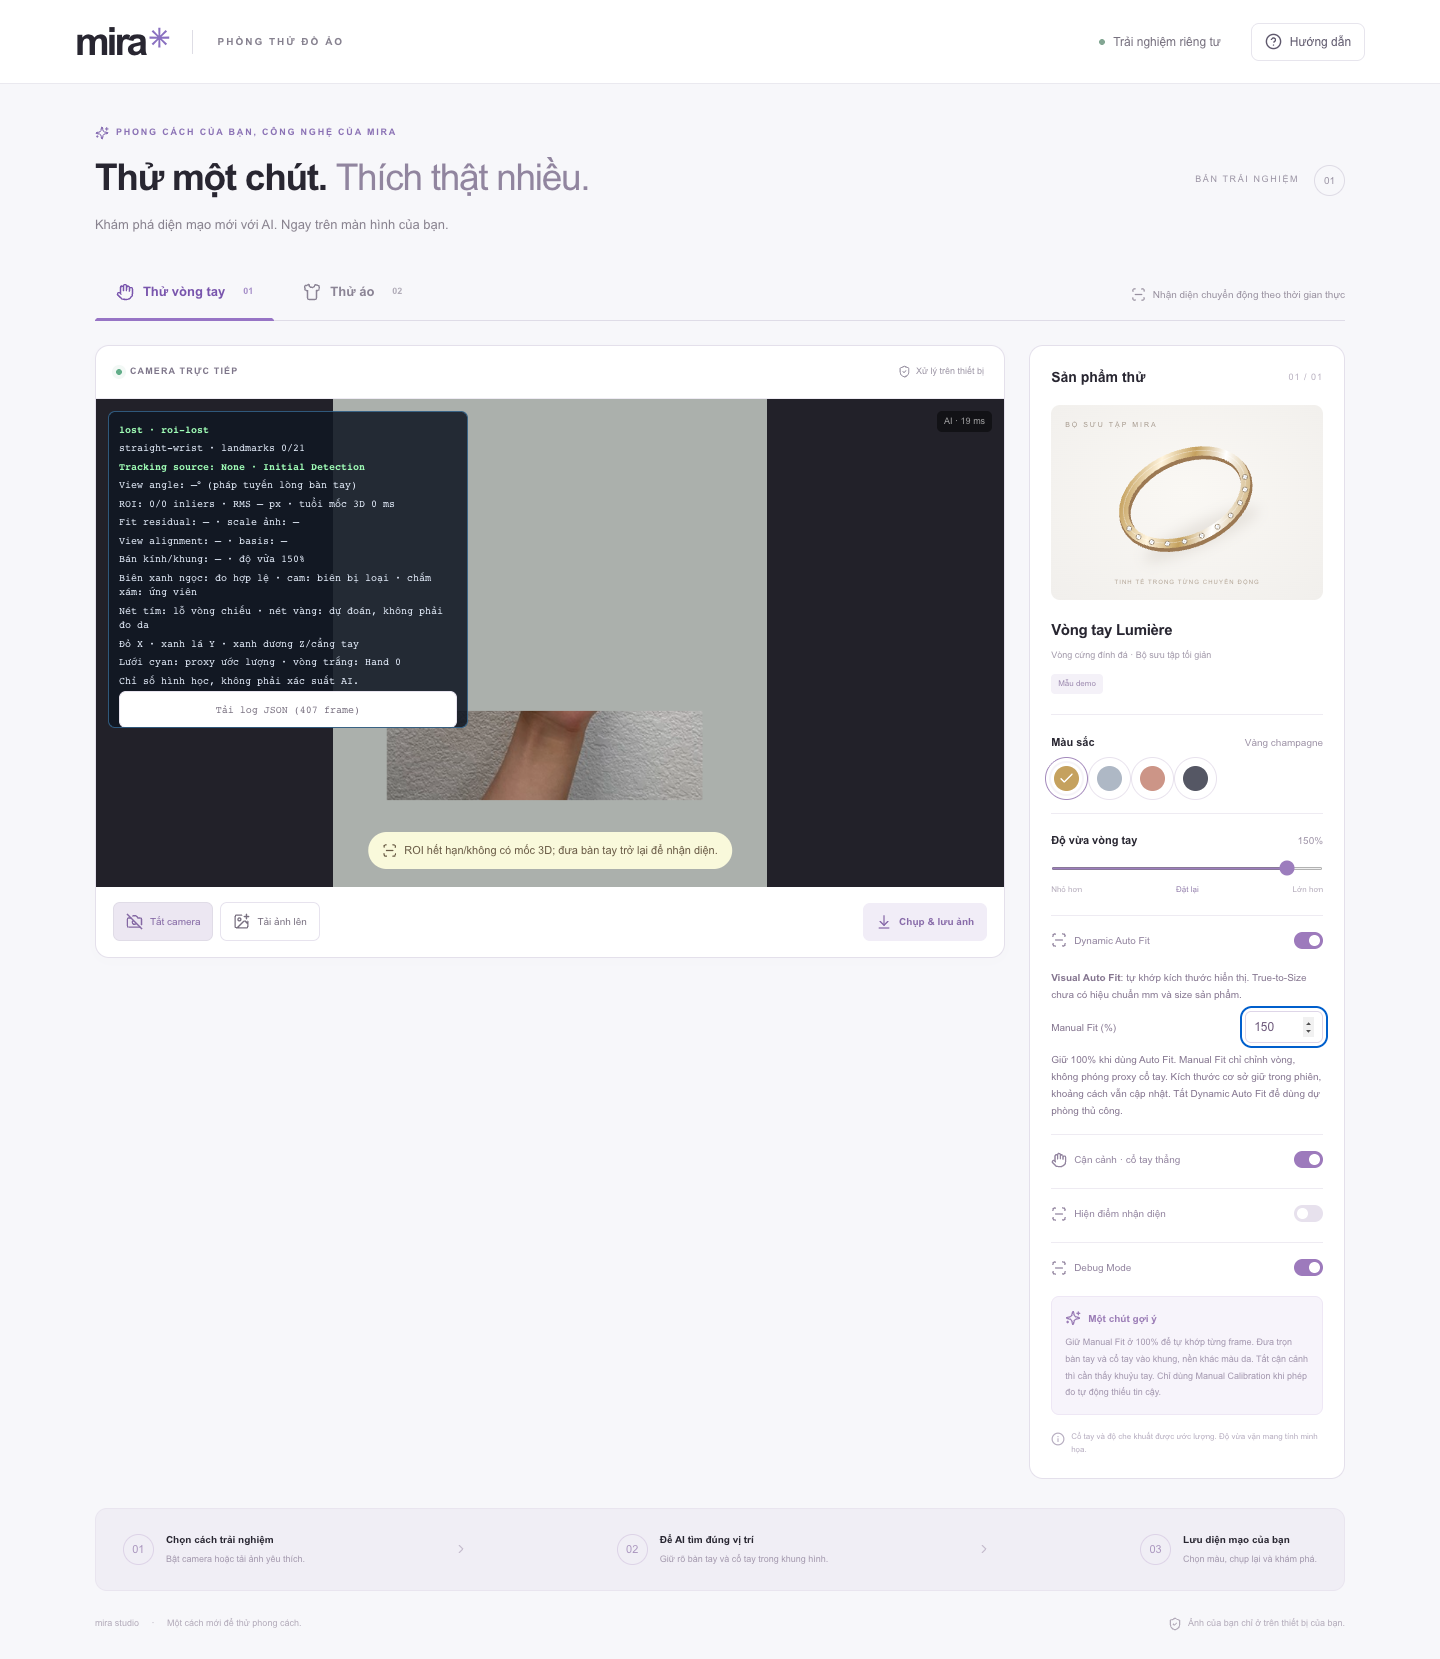 mira
PHÒNG THỬ ĐỒ ẢO
Trải nghiệm riêng tư
Hướng dẫn
PHONG CÁCH CỦA BẠN, CÔNG NGHỆ CỦA MIRA
Thử một chút. Thích thật nhiều.
BẢN TRẢI NGHIỆM 01
Khám phá diện mạo mới với AI. Ngay trên màn hình của bạn.
Thử vòng tay 01
Thử áo 02
Nhận diện chuyển động theo thời gian thực
CAMERA TRỰC TIẾP
Xử lý trên thiết bị
lost · roi-lost
straight-wrist · landmarks 0/21
Tracking source: None · Initial Detection
View angle: —° (pháp tuyến lòng bàn tay)
ROI: 0/0 inliers · RMS — px · tuổi mốc 3D 0 ms
Fit residual: — · scale ảnh: —
View alignment: — · basis: —
Bán kính/khung: — · độ vừa 150%
Biên xanh ngọc: đo hợp lệ · cam: biên bị loại · chấm
xám: ứng viên
Nét tím: lỗ vòng chiếu · nét vàng: dự đoán, không phải
đo da
Đỏ X · xanh lá Y · xanh dương Z/cẳng tay
Lưới cyan: proxy ước lượng · vòng trắng: Hand 0
Chỉ số hình học, không phải xác suất AI.
Tải log JSON (407 frame)
AI · 19 ms
ROI hết hạn/không có mốc 3D; đưa bàn tay trở lại để nhận diện.
Tắt camera
Tải ảnh lên
Chụp & lưu ảnh
Sản phẩm thử
01 / 01
BỘ SƯU TẬP MIRA
TINH TẾ TRONG TỪNG CHUYỂN ĐỘNG
Vòng tay Lumière
Vòng cứng đính đá · Bộ sưu tập tối giản
Mẫu demo
Màu sắc
Vàng champagne
Độ vừa vòng tay
150%
Nhỏ hơn
Đặt lại
Lớn hơn
Dynamic Auto Fit
Visual Auto Fit: tự khớp kích thước hiển thị. True-to-Size
chưa có hiệu chuẩn mm và size sản phẩm.
Manual Fit (%)
150
Giữ 100% khi dùng Auto Fit. Manual Fit chỉ chỉnh vòng,
không phóng proxy cổ tay. Kích thước cơ sở giữ trong phiên,
khoảng cách vẫn cập nhật. Tắt Dynamic Auto Fit để dùng dự
phòng thủ công.
Cận cảnh · cổ tay thẳng
Hiện điểm nhận diện
Debug Mode
Một chút gợi ý
Giữ Manual Fit ở 100% để tự khớp từng frame. Đưa trọn
bàn tay và cổ tay vào khung, nền khác màu da. Tắt cận cảnh
thì cần thấy khuỷu tay. Chỉ dùng Manual Calibration khi phép
đo tự động thiếu tin cậy.
Cổ tay và độ che khuất được ước lượng. Độ vừa vặn mang tính minh
họa.
01
Chọn cách trải nghiệm
Bật camera hoặc tải ảnh yêu thích.
02
Để AI tìm đúng vị trí
Giữ rõ bàn tay và cổ tay trong khung hình.
03
Lưu diện mạo của bạn
Chọn màu, chụp lại và khám phá.
mira studio · Một cách mới để thử phong cách.
Ảnh của bạn chỉ ở trên thiết bị của bạn.